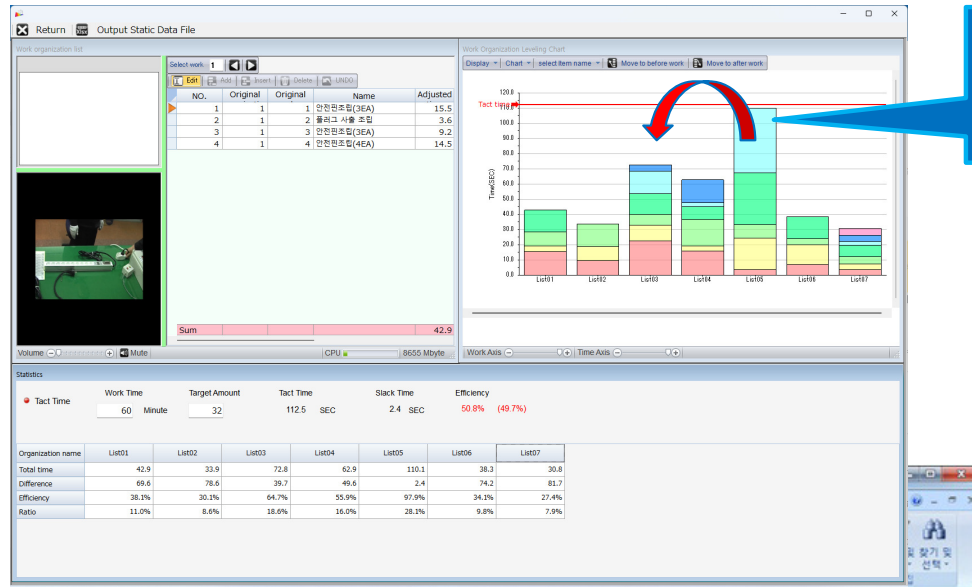 Return  Output Static Data File
Work organization list
Select work 1
Edit Add Insert Delete UNDO
NO. Original Original Name Adjusted
1 1 1 안전핀조립(3EA) 15.5
2 1 2 플러그 사출 조립 3.6
3 1 3 안전핀조립(3EA) 9.2
4 1 4 안전핀조립(4EA) 14.5
Sum 42.9
Volume Mute CPU 8655 Mbyte
Work Organization Leveling Chart
Display Chart select item name Move to before work Move to after work
Tact time
Time(SEC)
120.0
110.0
100.0
90.0
80.0
70.0
60.0
50.0
40.0
30.0
20.0
10.0
0.0
List01 List02 List03 List04 List05 List06 List07
Work Axis Time Axis
Statistics
Tact Time
Work Time Target Amount Tact Time Slack Time Efficiency
60 Minute 32 112.5 SEC 2.4 SEC 50.8% (49.7%)
Organization name List01 List02 List03 List04 List05 List06 List07
Total time 42.9 33.9 72.8 62.9 110.1 38.3 30.8
Difference 69.6 78.6 39.7 49.6 2.4 74.2 81.7
Efficiency 38.1% 30.1% 64.7% 55.9% 97.9% 34.1% 27.4%
Ratio 11.0% 8.6% 18.6% 16.0% 28.1% 9.8% 7.9%
찾기 및
선택